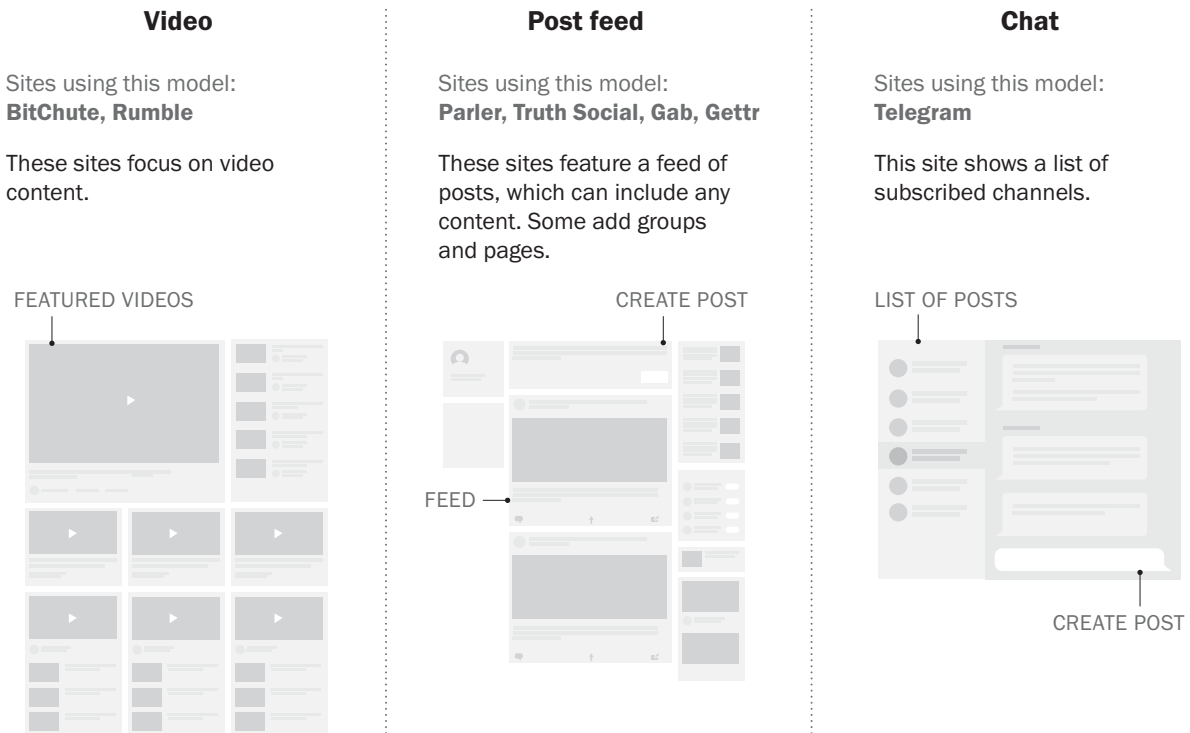 Video
Sites using this model:
BitChute, Rumble
These sites focus on video
content.
FEATURED VIDEOS
Post feed
Sites using this model:
Parler, Truth Social, Gab, Gettr
These sites feature a feed of
posts, which can include any
content. Some add groups
and pages.
CREATE POST
FEED
Chat
Sites using this model:
Telegram
This site shows a list of
subscribed channels.
LIST OF POSTS
CREATE POST